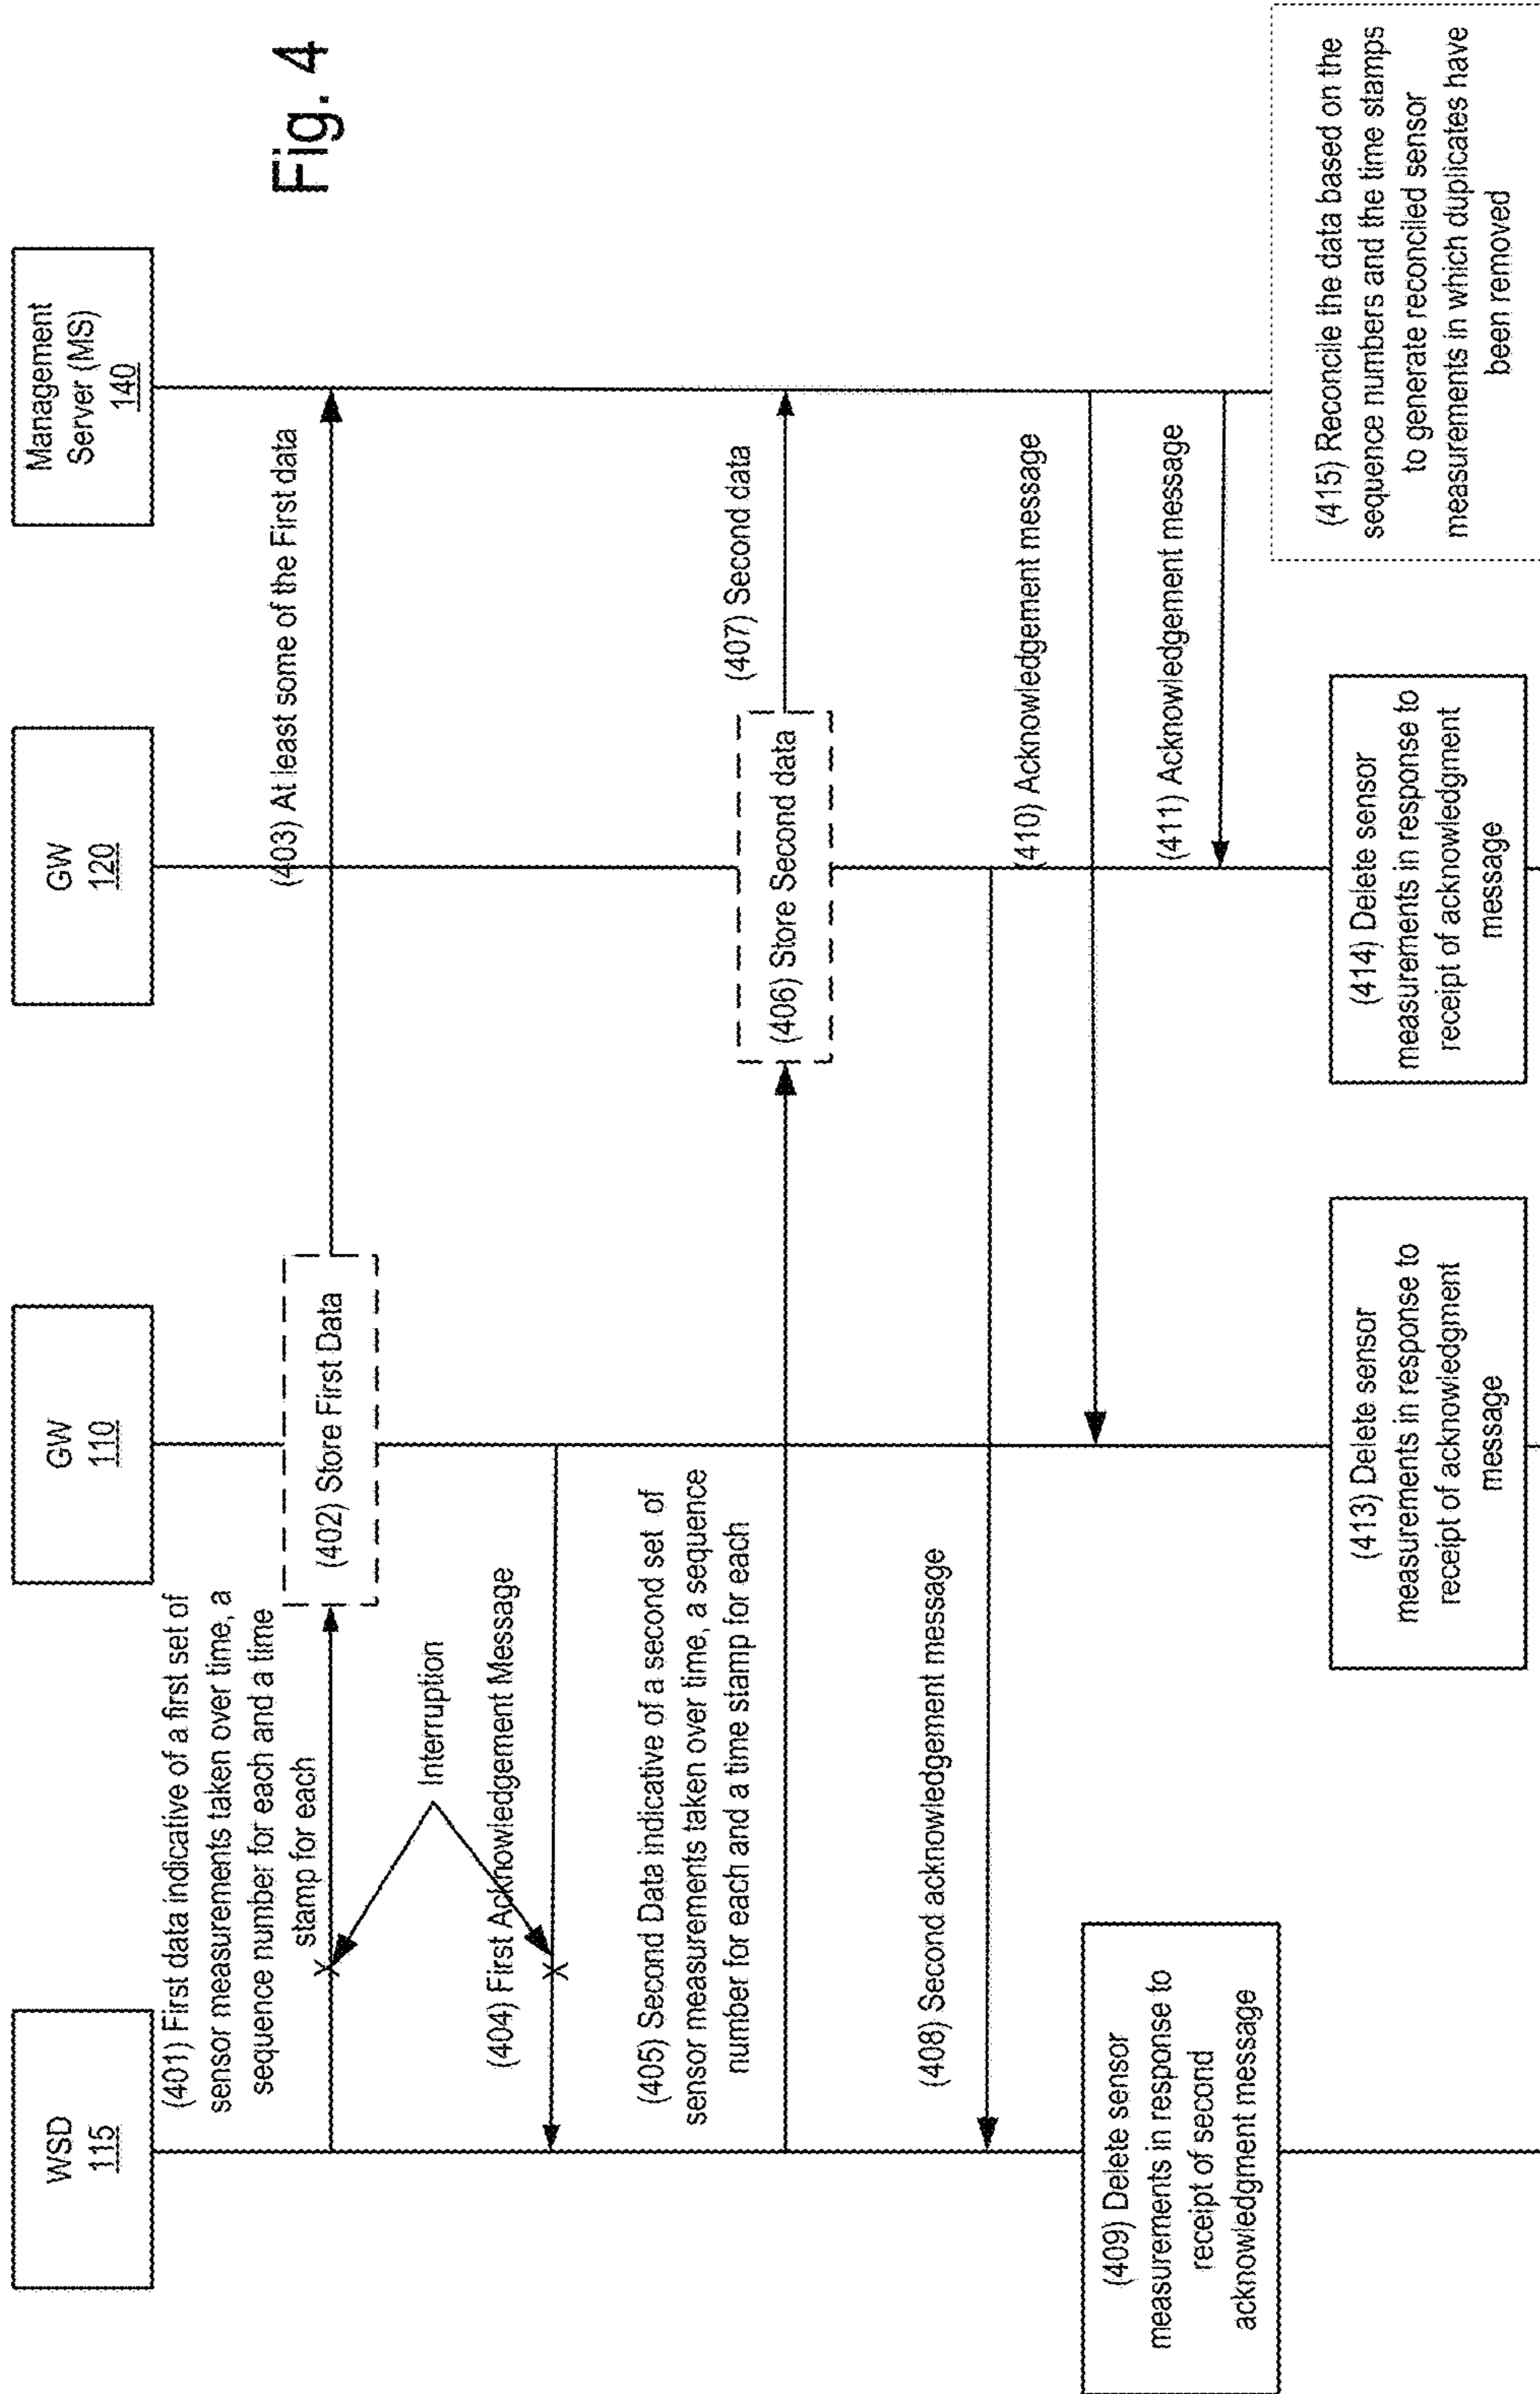 Fig. 4
WSD
115
GW
110
GW
120
Management
Server (MS)
140
(401) First data indicative of a first set of
sensor measurements taken over time, a
sequence number for each and a time
stamp for each
(402) Store First Data
(403) At least some of the First data
Interruption
X
(404) First Acknowledgement Message
X
(405) Second Data indicative of a second set of
sensor measurements taken over time, a sequence
number for each and a time stamp for each
(406) Store Second data
(407) Second data
(408) Second acknowledgement message
(409) Delete sensor
measurements in response to
receipt of second
acknowledgment message
(410) Acknowledgement message
(411) Acknowledgement message
(413) Delete sensor
measurements in response to
receipt of acknowledgment
message
(414) Delete sensor
measurements in response to
receipt of acknowledgment
message
(415) Reconcile the data based on the
sequence numbers and the time stamps
to generate reconciled sensor
measurements in which duplicates have
been removed